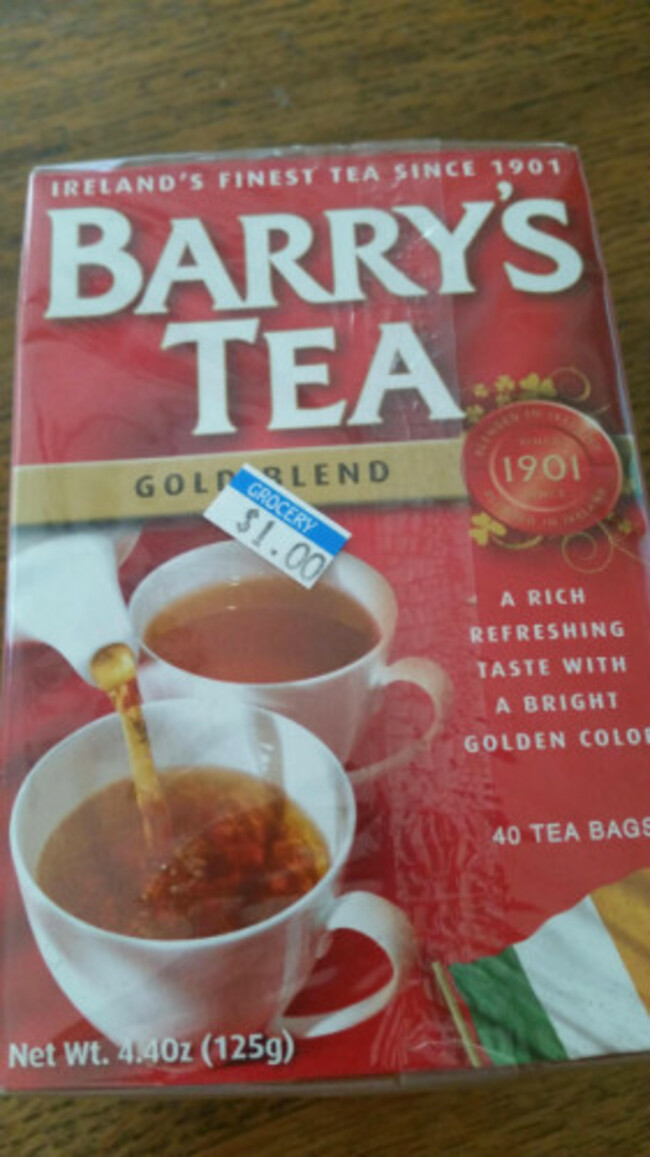 IRELAND'S FINEST TEA SINCE 1901
BARRY'S
TEA
GOLD BLEND
GROCERY
$1.00
1901
A RICH
REFRESHING
TASTE WITH
A BRIGHT
GOLDEN COLO
40 TEA BAGS
Net Wt. 4.40z (125g)